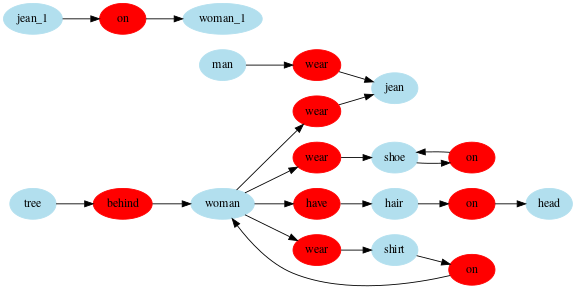 jean_1 on woman_1
man wear jean
wear
wear shoe on
tree behind woman have hair on head
wear shirt
on